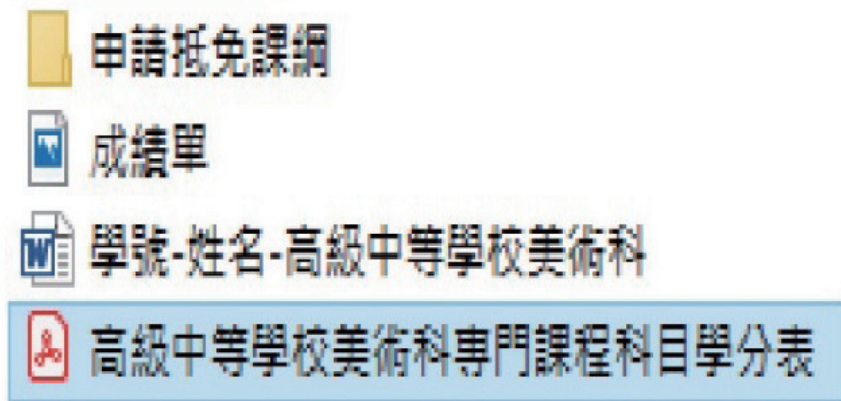 申請抵免課綱
成績單
學號-姓名-高級中等學校美術科
高級中等學校美術科專門課程科目學分表